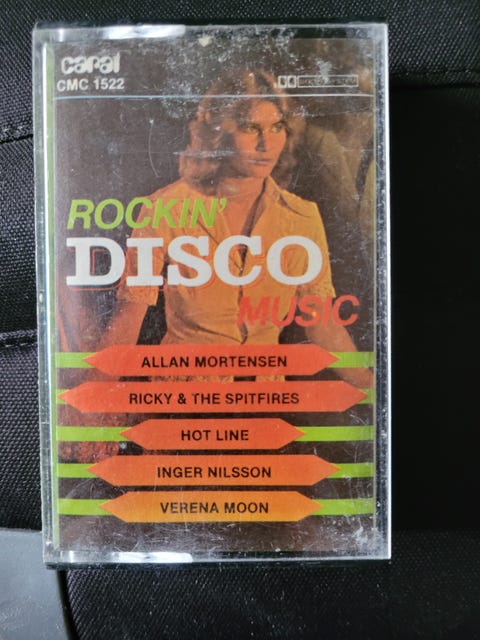 caral
CMC 1522
ROCKIN'
DISCO
MUSIC
ALLAN MORTENSEN
RICKY & THE SPITFIRES
HOT LINE
INGER NILSSON
VERENA MOON